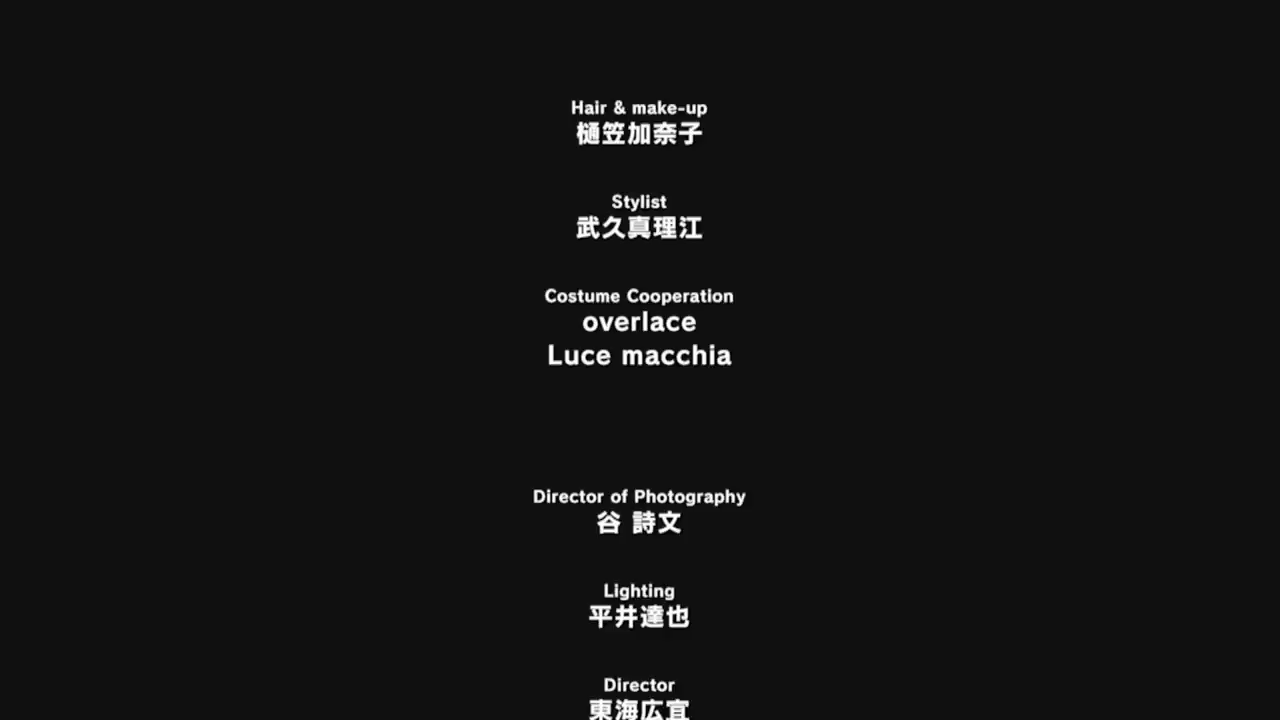 Hair & make-up
樋笠加奈子
Stylist
武久真理江
Costume Cooperation
overlace
Luce macchia
Director of Photography
谷 詩文
Lighting
平井達也
Director
東海広宣